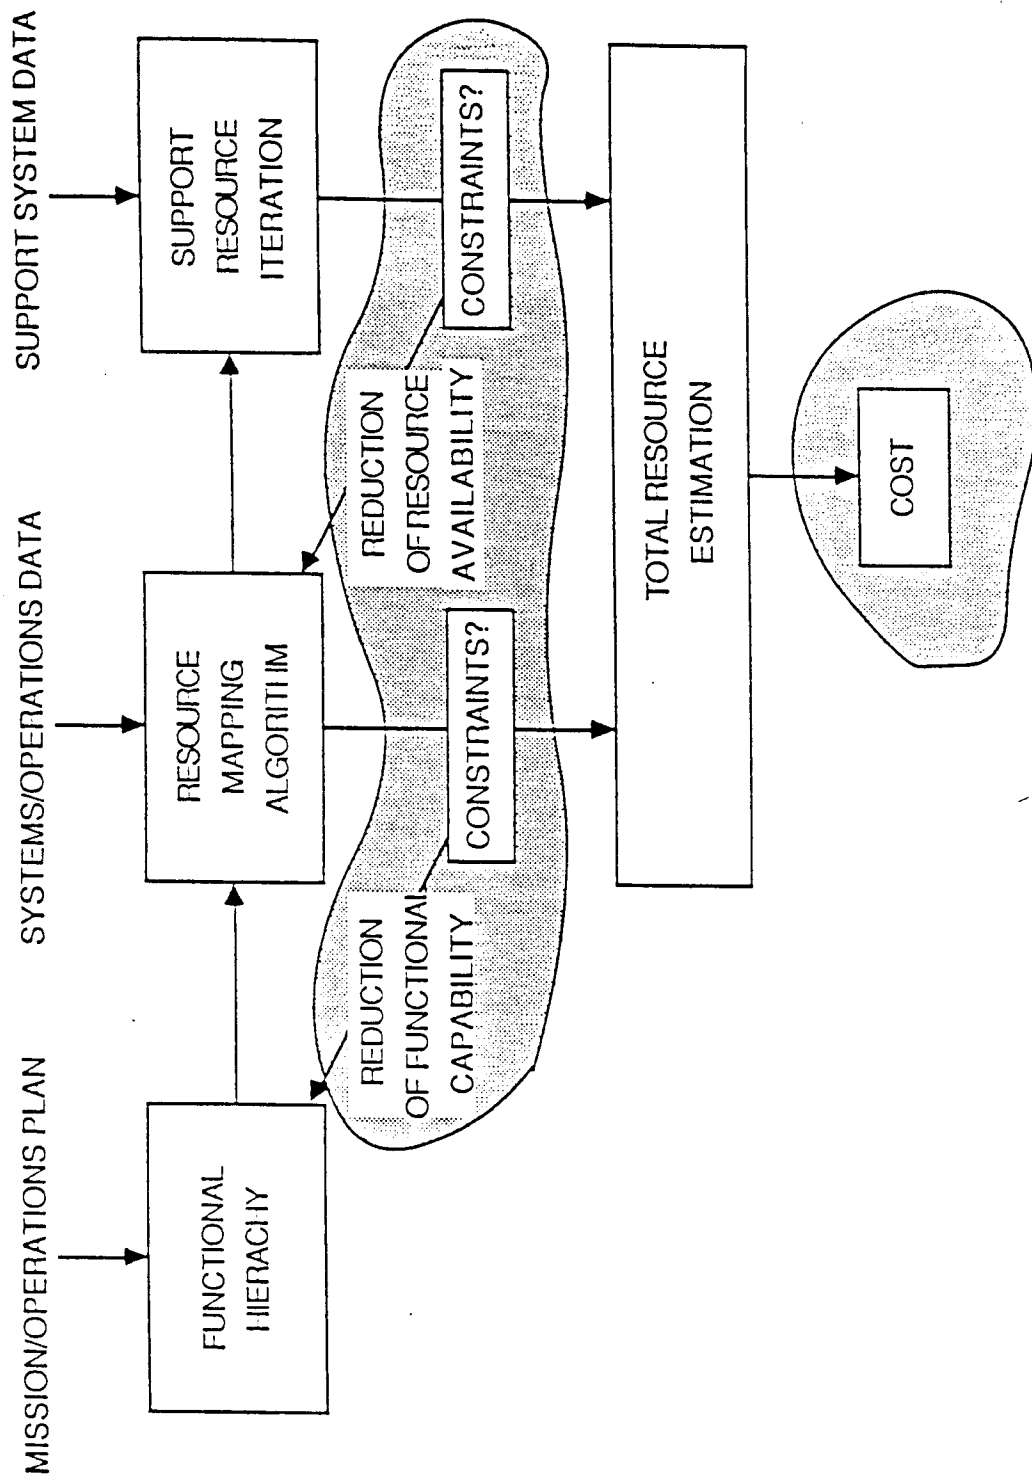 MISSION/OPERATIONS PLAN
SYSTEMS/OPERATIONS DATA
SUPPORT SYSTEM DATA
FUNCTIONAL
HIERACHY
RESOURCE
MAPPING
ALGORITHM
SUPPORT
RESOURCE
ITERATION
REDUCTION
OF FUNCTIONAL
CAPABILITY
CONSTRAINTS?
REDUCTION
OF RESOURCE
AVAILABILITY
CONSTRAINTS?
TOTAL RESOURCE
ESTIMATION
COST